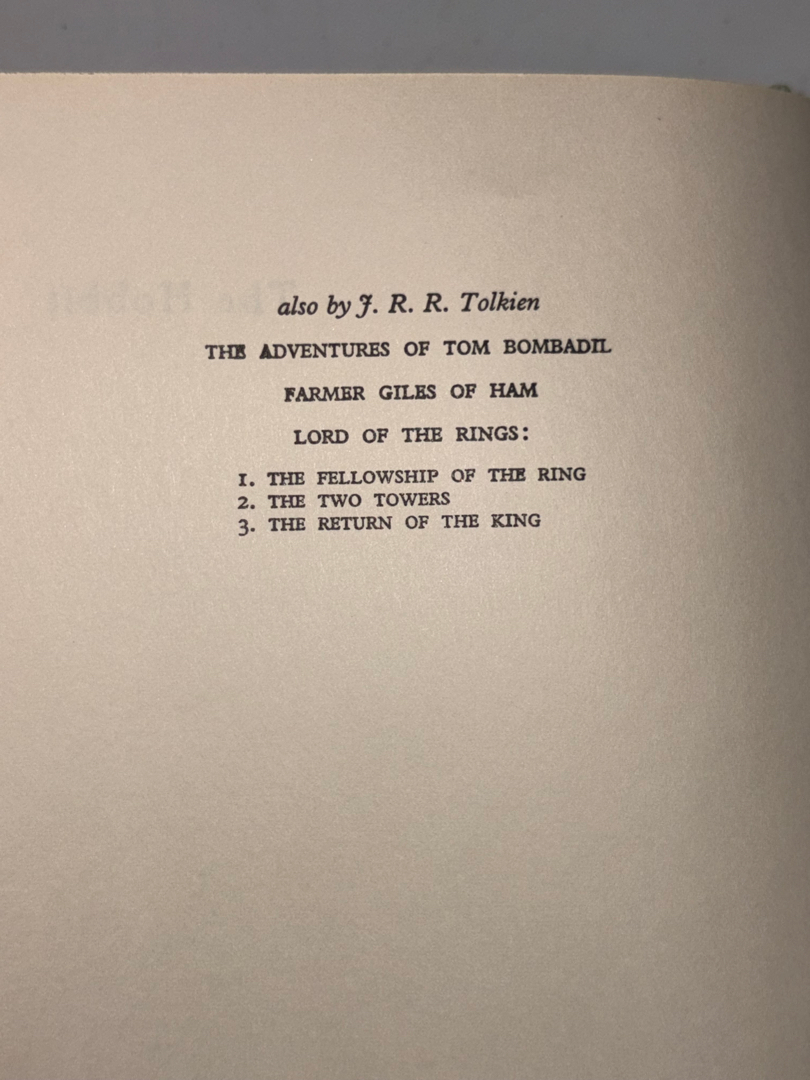 also by J. R. R. Tolkien
THE ADVENTURES OF TOM BOMBADIL
FARMER GILES OF HAM
LORD OF THE RINGS:
1. THE FELLOWSHIP OF THE RING
2. THE TWO TOWERS
3. THE RETURN OF THE KING